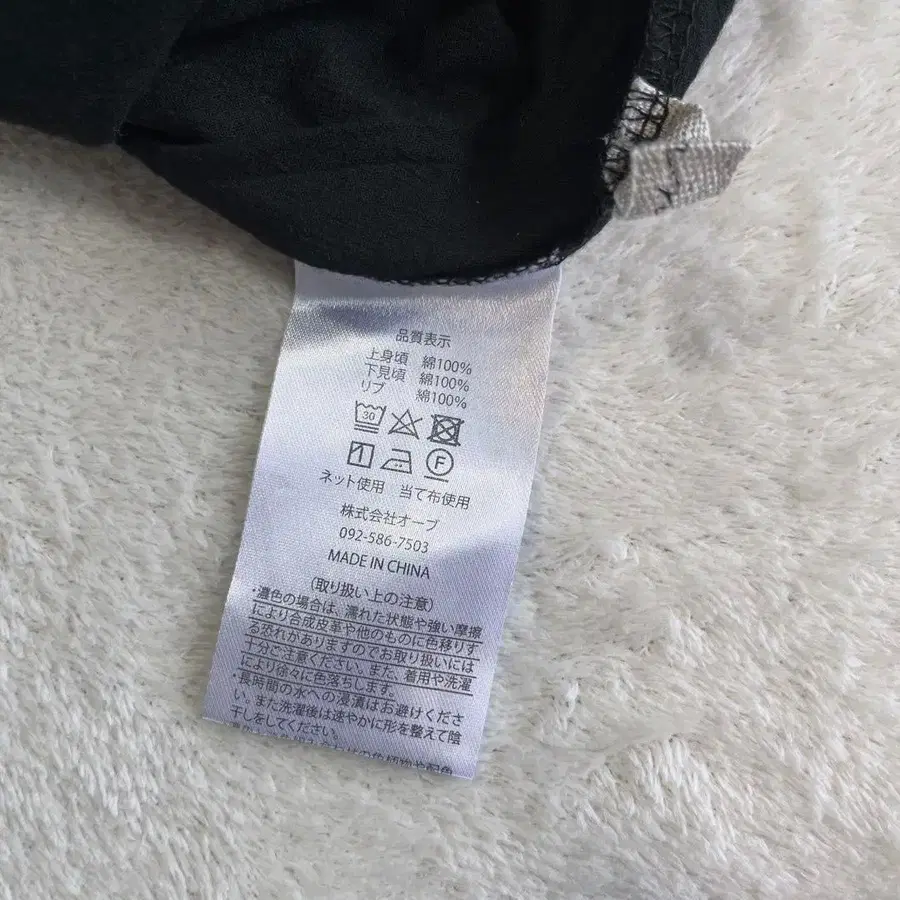 品質表示
上身頃 綿100%
下見頃 綿100%
リブ 綿100%
30
F
ネット使用 当て布使用
株式会社オーブ
092-586-7503
MADE IN CHINA
(取り扱い上の注意)
・濃色の場合は、濡れた状態や強い摩擦
により合成皮革や他のものに色移りす
る恐れがありますのでお取り扱いには
十分ご注意ください。また、着用や洗濯
により徐々に色落ちします。
・長時間の水への浸漬はお避けくださ
い。また洗濯後は速やかに形を整えて陰
干しをしてください。
の色柄物や配色